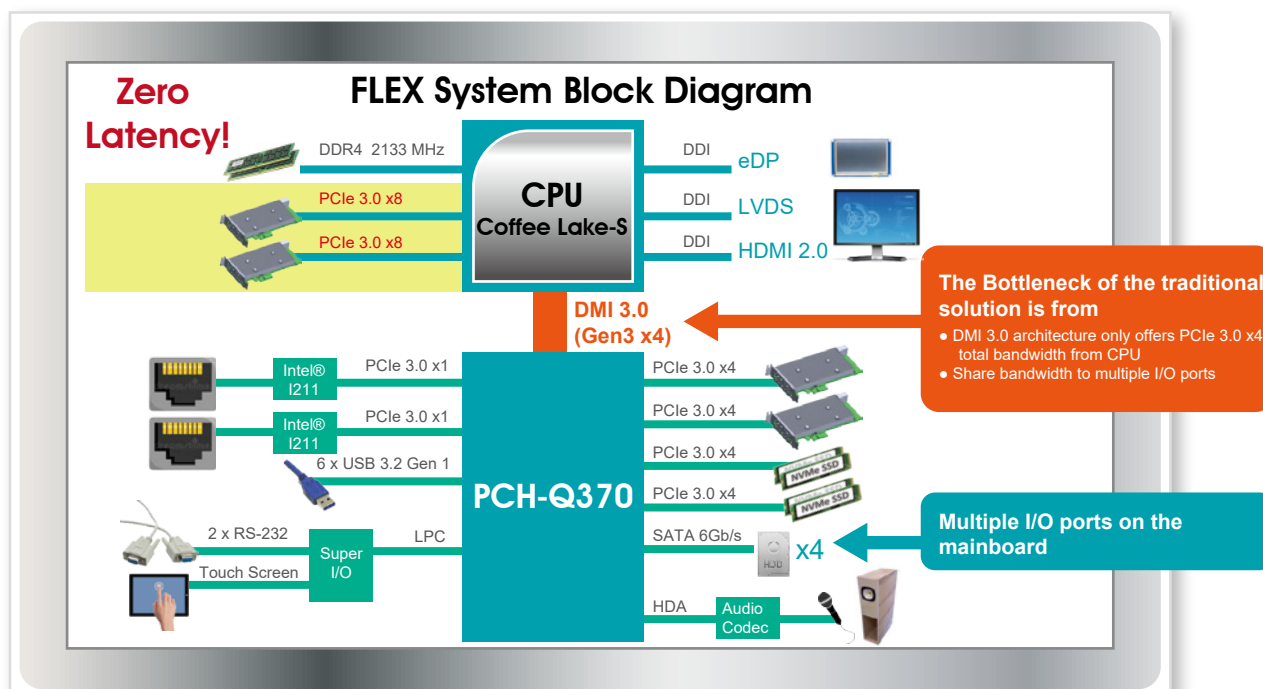 Zero
Latency!
FLEX System Block Diagram
DDR4 2133 MHz
PCIe 3.0 x8
PCIe 3.0 x8
CPU
Coffee Lake-S
DDI
eDP
DDI
LVDS
DDI
HDMI 2.0
DMI 3.0
(Gen3 x4)
The Bottleneck of the traditional
solution is from
● DMI 3.0 architecture only offers PCIe 3.0 x4
total bandwidth from CPU
● Share bandwidth to multiple I/O ports
Intel®
I211
PCIe 3.0 x1
Intel®
I211
PCIe 3.0 x1
6 x USB 3.2 Gen 1
2 x RS-232
Touch Screen
Super
I/O
LPC
PCH-Q370
PCIe 3.0 x4
PCIe 3.0 x4
PCIe 3.0 x4
NVMe SSD
PCIe 3.0 x4
NVMe SSD
SATA 6Gb/s
HDD
x4
HDA
Audio
Codec
Multiple I/O ports on the
mainboard